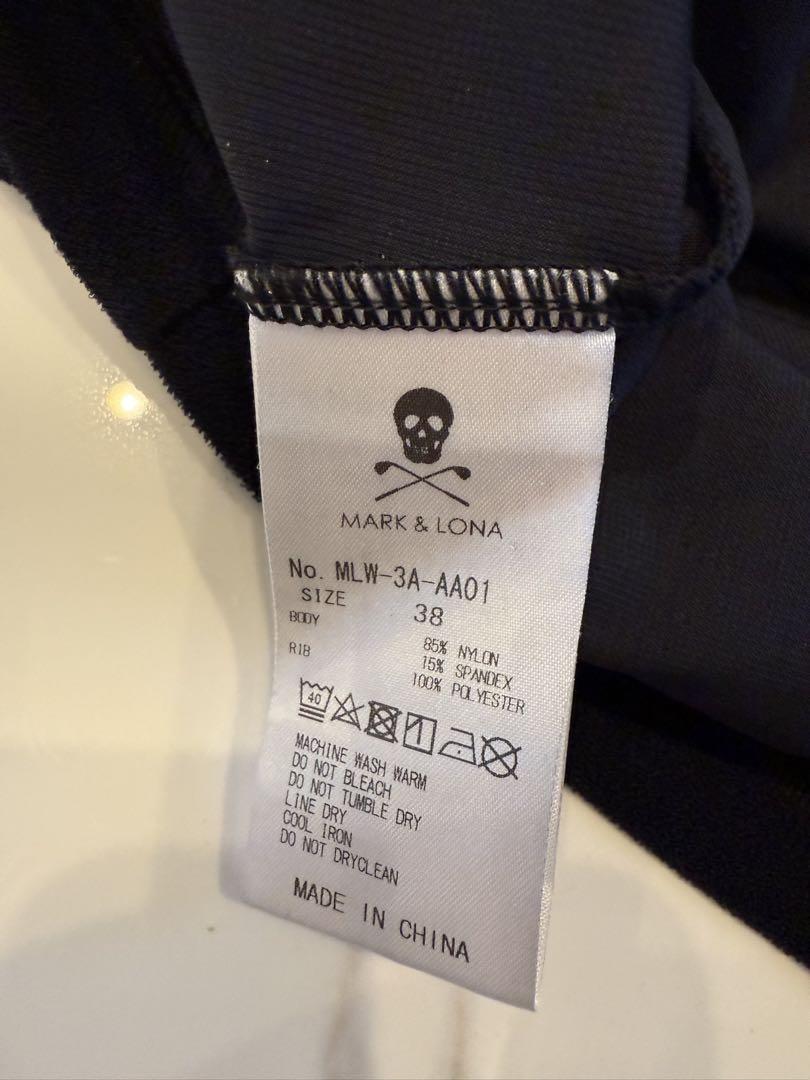 MARK & LONA
No. MLW-3A-AA01
SIZE 38
BODY 85% NYLON
15% SPANDEX
RIB 100% POLYESTER
40
MACHINE WASH WARM
DO NOT BLEACH
DO NOT TUMBLE DRY
LINE DRY
COOL IRON
DO NOT DRYCLEAN
MADE IN CHINA